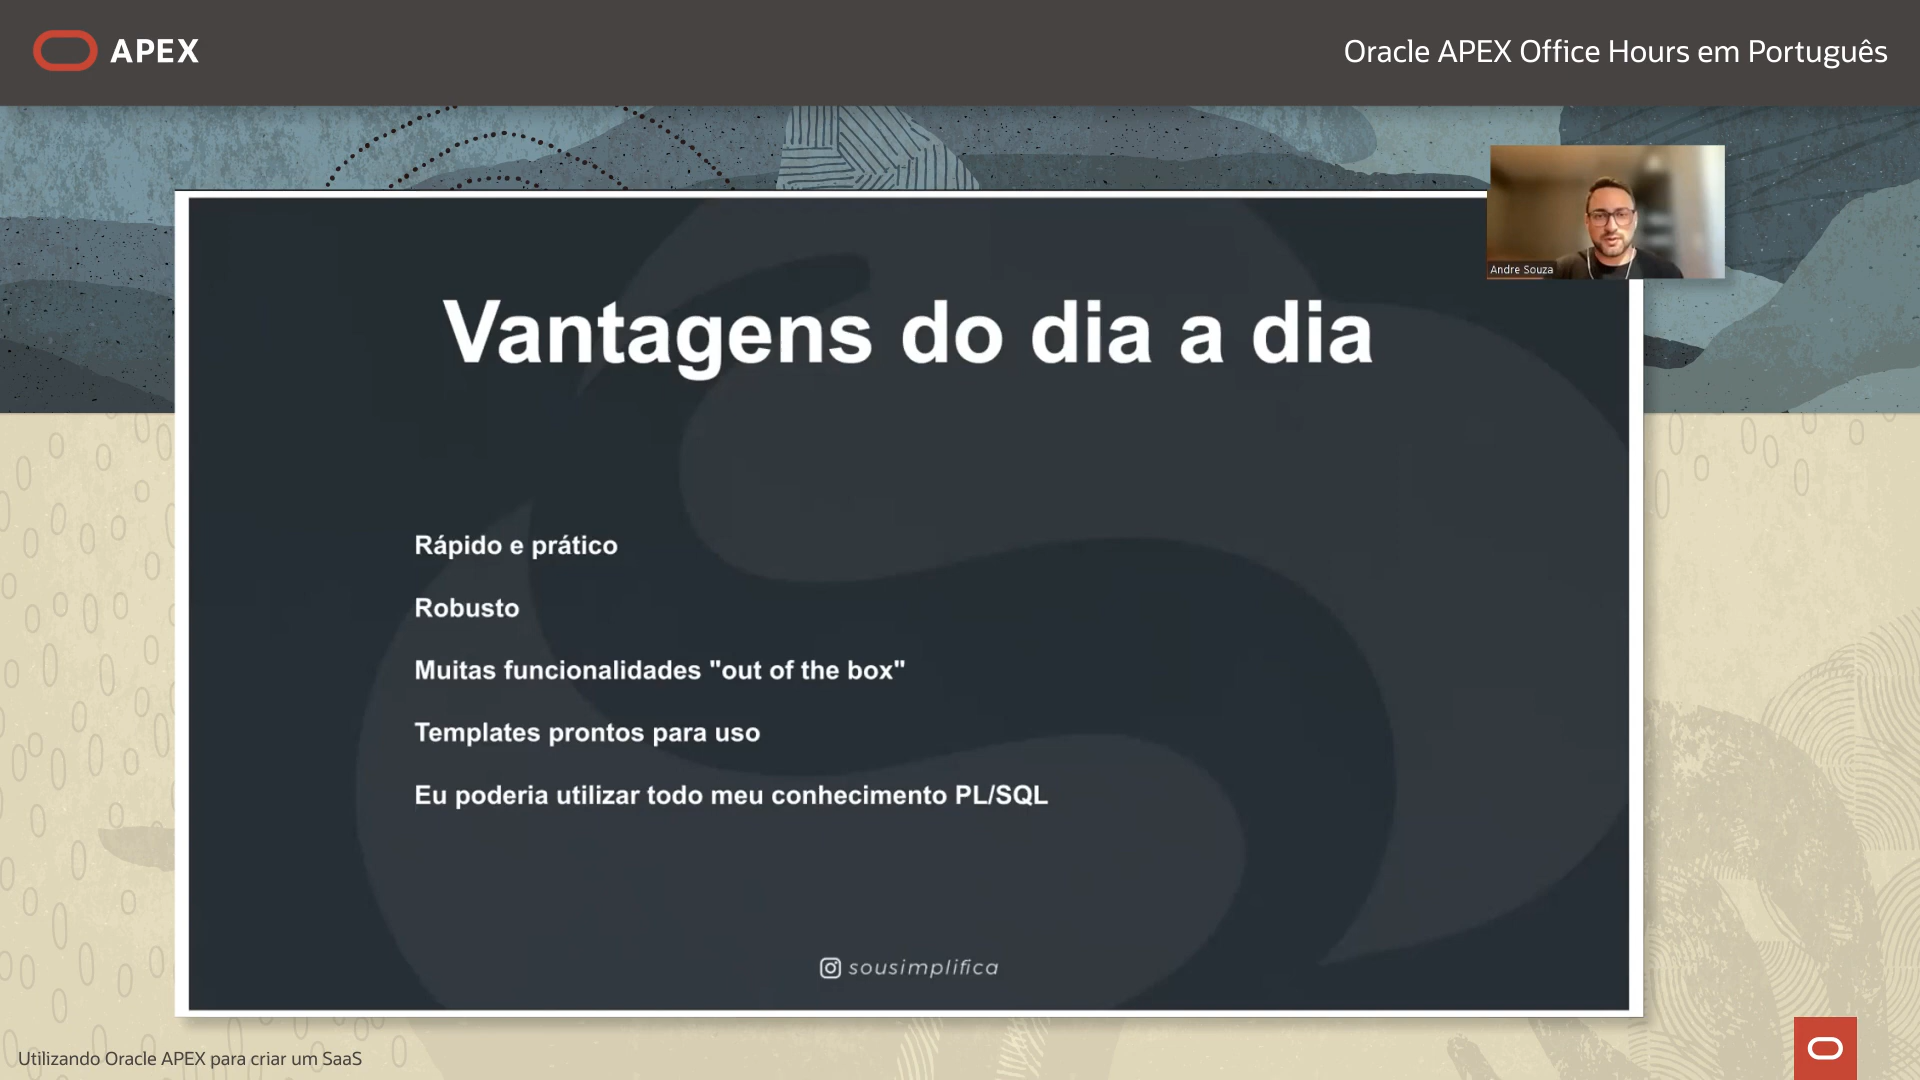 APEX
Oracle APEX Office Hours em Português
Andre Souza
Vantagens do dia a dia
Rápido e prático
Robusto
Muitas funcionalidades "out of the box"
Templates prontos para uso
Eu poderia utilizar todo meu conhecimento PL/SQL
sousimplifica
Utilizando Oracle APEX para criar um SaaS